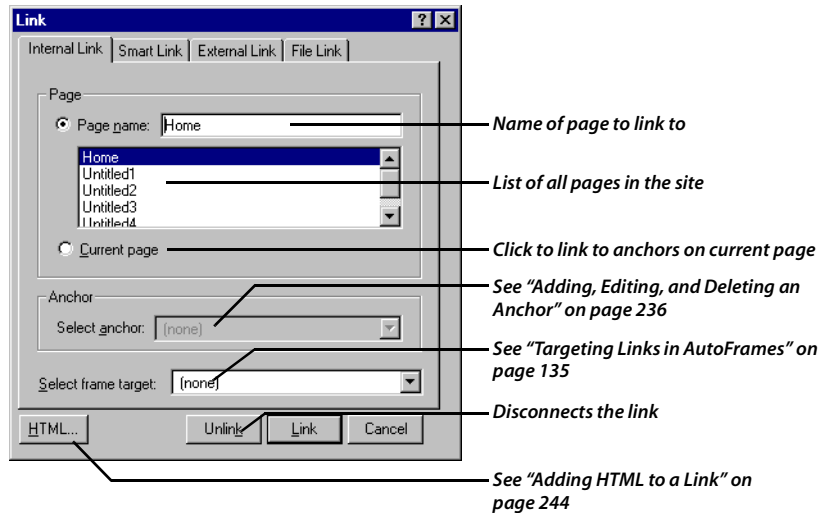 Link
Internal Link Smart Link External Link File Link
Page
Page name: Home
Name of page to link to
Home
Untitled1
Untitled2
Untitled3
Untitled4
List of all pages in the site
Current page
Click to link to anchors on current page
Anchor
Select anchor: (none)
See “Adding, Editing, and Deleting an
Anchor” on page 236
Select frame target: (none)
See “Targeting Links in AutoFrames” on
page 135
HTML... Unlink Link Cancel
Disconnects the link
See “Adding HTML to a Link” on
page 244